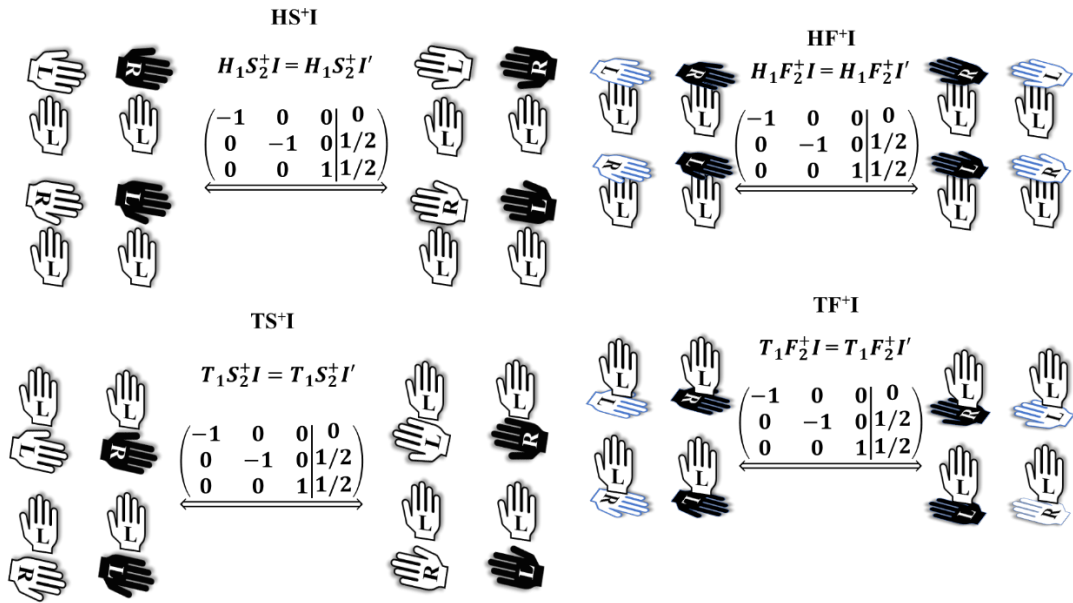 HS⁺I
H₁S₂⁺I = H₁S₂⁺I′
−1 0 0 | 0
0 −1 0 | 1/2
0 0 1 | 1/2
L R
L L
R L
L L
L R
L L
R L
L L
HF⁺I
H₁F₂⁺I = H₁F₂⁺I′
−1 0 0 | 0
0 −1 0 | 1/2
0 0 1 | 1/2
L R
L L
R L
L L
R L
L L
L R
L L
TS⁺I
T₁S₂⁺I = T₁S₂⁺I′
−1 0 0 | 0
0 −1 0 | 1/2
0 0 1 | 1/2
L L
L R
L L
R L
L L
L R
L L
R L
TF⁺I
T₁F₂⁺I = T₁F₂⁺I′
−1 0 0 | 0
0 −1 0 | 1/2
0 0 1 | 1/2
L L
L R
L L
R L
L L
R L
L L
L R